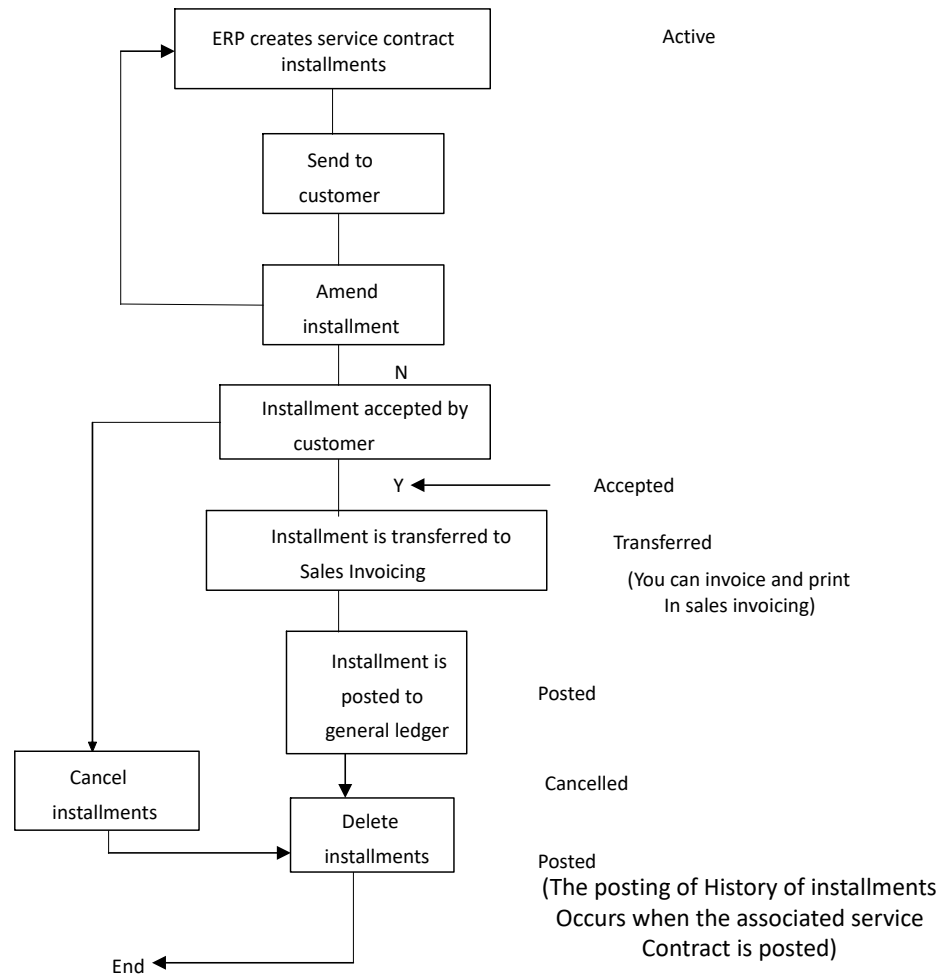 ERP creates service contract
installments
Active
Send to
customer
Amend
installment
N
Installment accepted by
customer
Y
Accepted
Installment is transferred to
Sales Invoicing
Transferred
(You can invoice and print
In sales invoicing)
Installment is
posted to
general ledger
Posted
Cancel
installments
Cancelled
Delete
installments
Posted
(The posting of History of installments
Occurs when the associated service
Contract is posted)
End